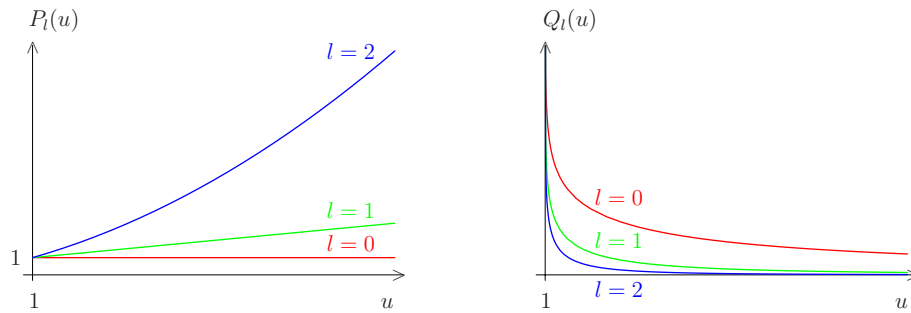 P_l(u)
l = 2
l = 1
l = 0
1
1
u
Q_l(u)
l = 0
l = 1
l = 2
1
u